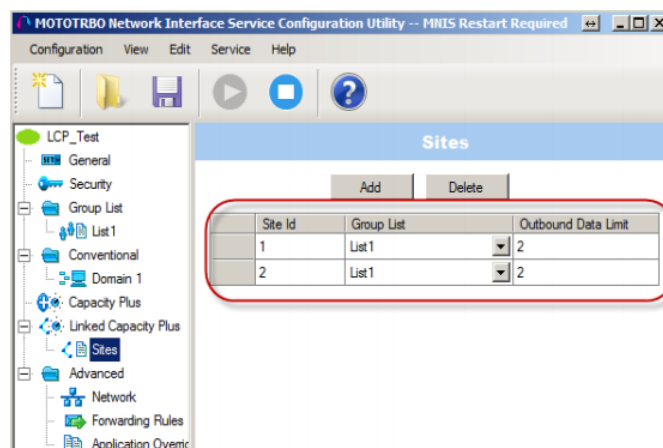 MOTOTRBO Network Interface Service Configuration Utility -- MNIS Restart Required
Configuration View Edit Service Help
LCP_Test
General
Security
Group List
List1
Conventional
Domain 1
Capacity Plus
Linked Capacity Plus
Sites
Advanced
Network
Forwarding Rules
Application Overric
Sites
Add Delete
Site Id Group List Outbound Data Limit
1 List1 2
2 List1 2